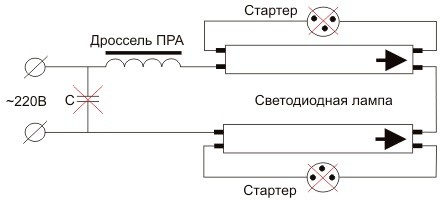 Стартер
Дроссель ПРА
~220В
С
Светодиодная лампа
Стартер